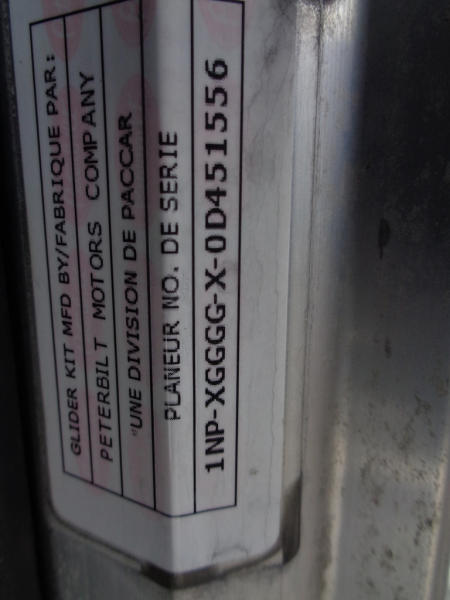 GLIDER KIT MFD BY/FABRIQUE PAR:
PETERBILT MOTORS COMPANY
"UNE DIVISION DE PACCAR
PLANEUR NO. DE SERIE
1NP-XGGGG-X-0D451556